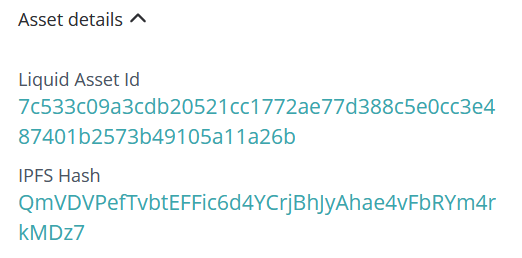 Asset details
Liquid Asset Id
7c533c09a3cdb20521cc1772ae77d388c5e0cc3e4
87401b2573b49105a11a26b
IPFS Hash
QmVDVPefTvbtEFFic6d4YCrjBhJyAhae4vFbRYm4r
kMDz7